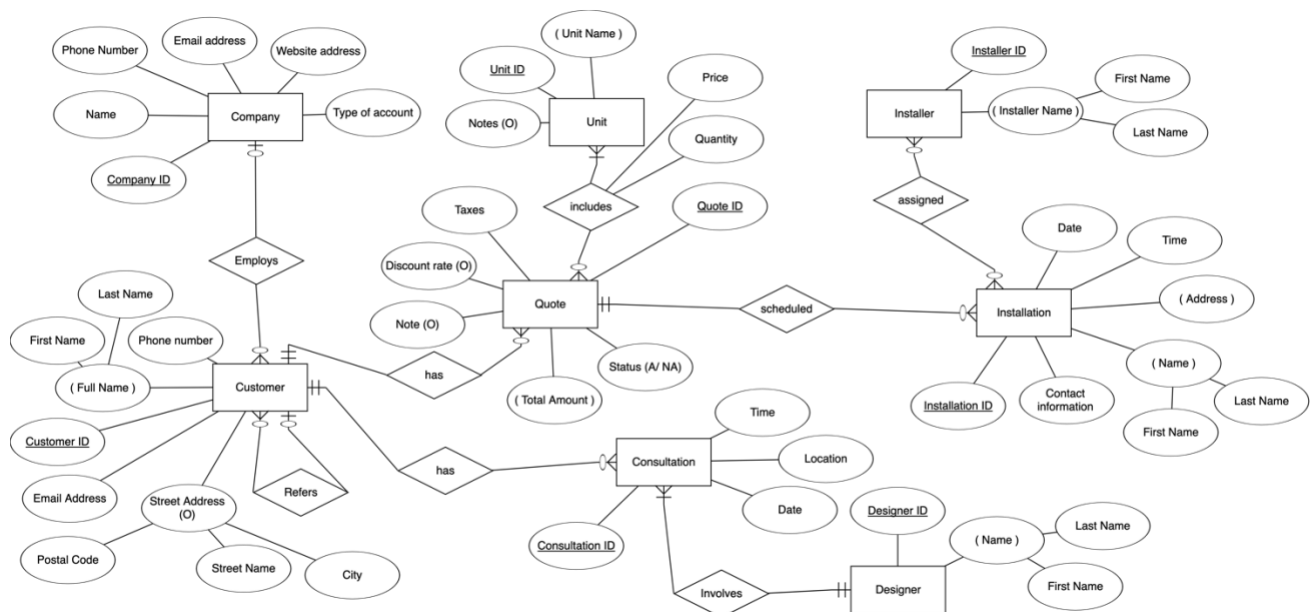 Phone Number
Email address
Website address
Name
Company
Type of account
Company ID
Employs
( Unit Name )
Unit ID
Notes (O)
Unit
Price
Quantity
includes
Quote ID
Taxes
Discount rate (O)
Note (O)
Quote
Status (A/ NA)
( Total Amount )
scheduled
Installer ID
Installer
( Installer Name )
First Name
Last Name
assigned
Date
Time
( Address )
Installation
( Name )
Last Name
First Name
Contact
information
Installation ID
Last Name
First Name
Phone number
( Full Name )
Customer
Customer ID
Email Address
Street Address
(O)
Postal Code
Street Name
City
Refers
has
has
Time
Consultation
Location
Date
Consultation ID
Involves
Designer ID
Designer
( Name )
Last Name
First Name